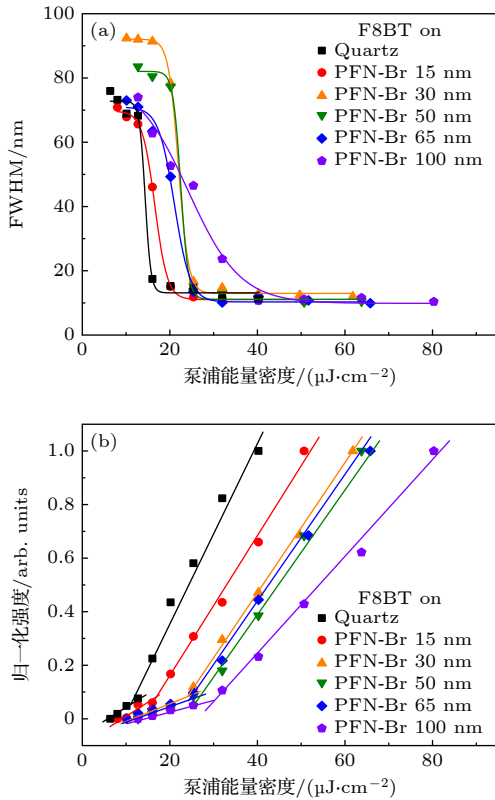 (a)
F8BT on
Quartz
PFN-Br 15 nm
PFN-Br 30 nm
PFN-Br 50 nm
PFN-Br 65 nm
PFN-Br 100 nm
FWHM/nm
100
80
60
40
20
0
0 20 40 60 80
泵浦能量密度/(µJ·cm⁻²)
(b)
归一化强度/arb. units
1.0
0.8
0.6
0.4
0.2
0
F8BT on
Quartz
PFN-Br 15 nm
PFN-Br 30 nm
PFN-Br 50 nm
PFN-Br 65 nm
PFN-Br 100 nm
0 20 40 60 80
泵浦能量密度/(µJ·cm⁻²)